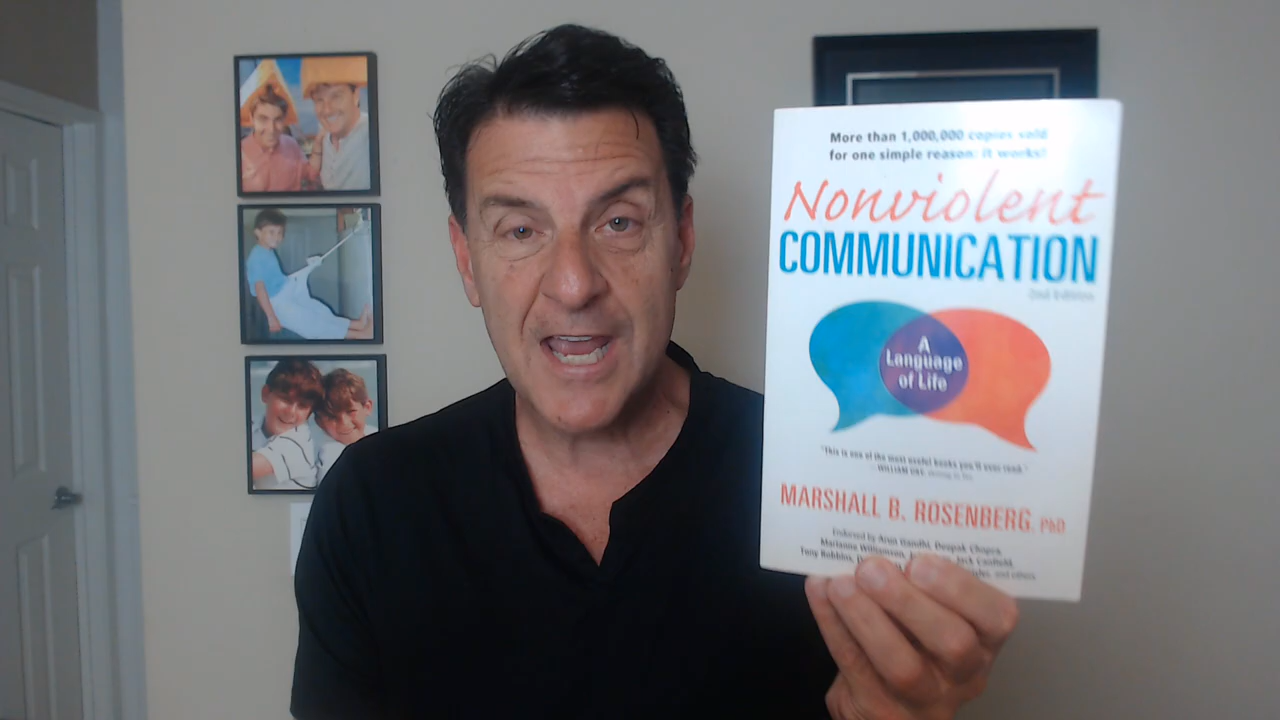 More than 1,000,000 copies sold
for one simple reason: it works!
Nonviolent
COMMUNICATION
2nd Edition
A
Language
of Life
"This is one of the most useful books you'll ever read."
WILLIAM URY,
MARSHALL B. ROSENBERG, PhD
Endorsed by Arun Gandhi, Deepak Chopra,
Marianne Williamson, Jack Canfield,
Tony Robbins, and others